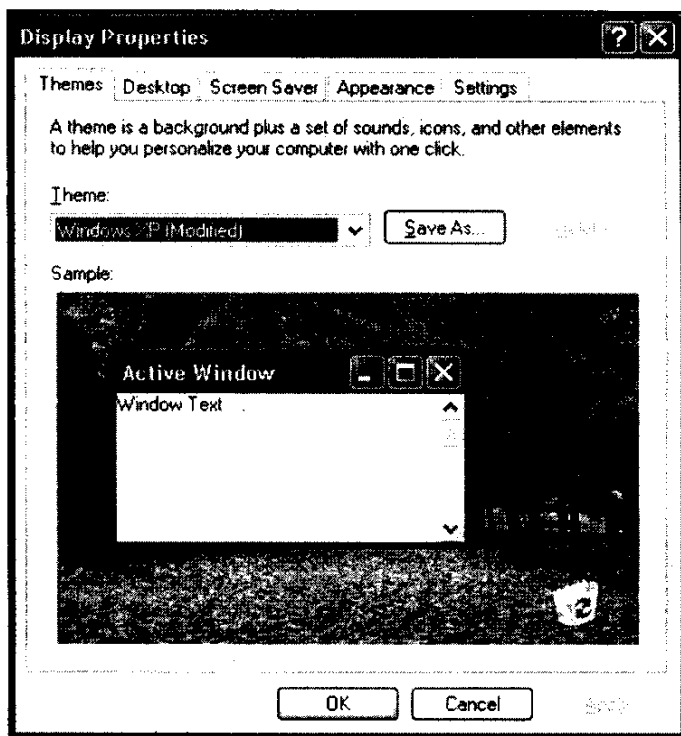 Display Properties
Themes Desktop Screen Saver Appearance Settings
A theme is a background plus a set of sounds, icons, and other elements
to help you personalize your computer with one click.
Theme:
Windows XP (Modified)
Save As...
Delete
Sample:
Active Window
Window Text
OK Cancel Apply